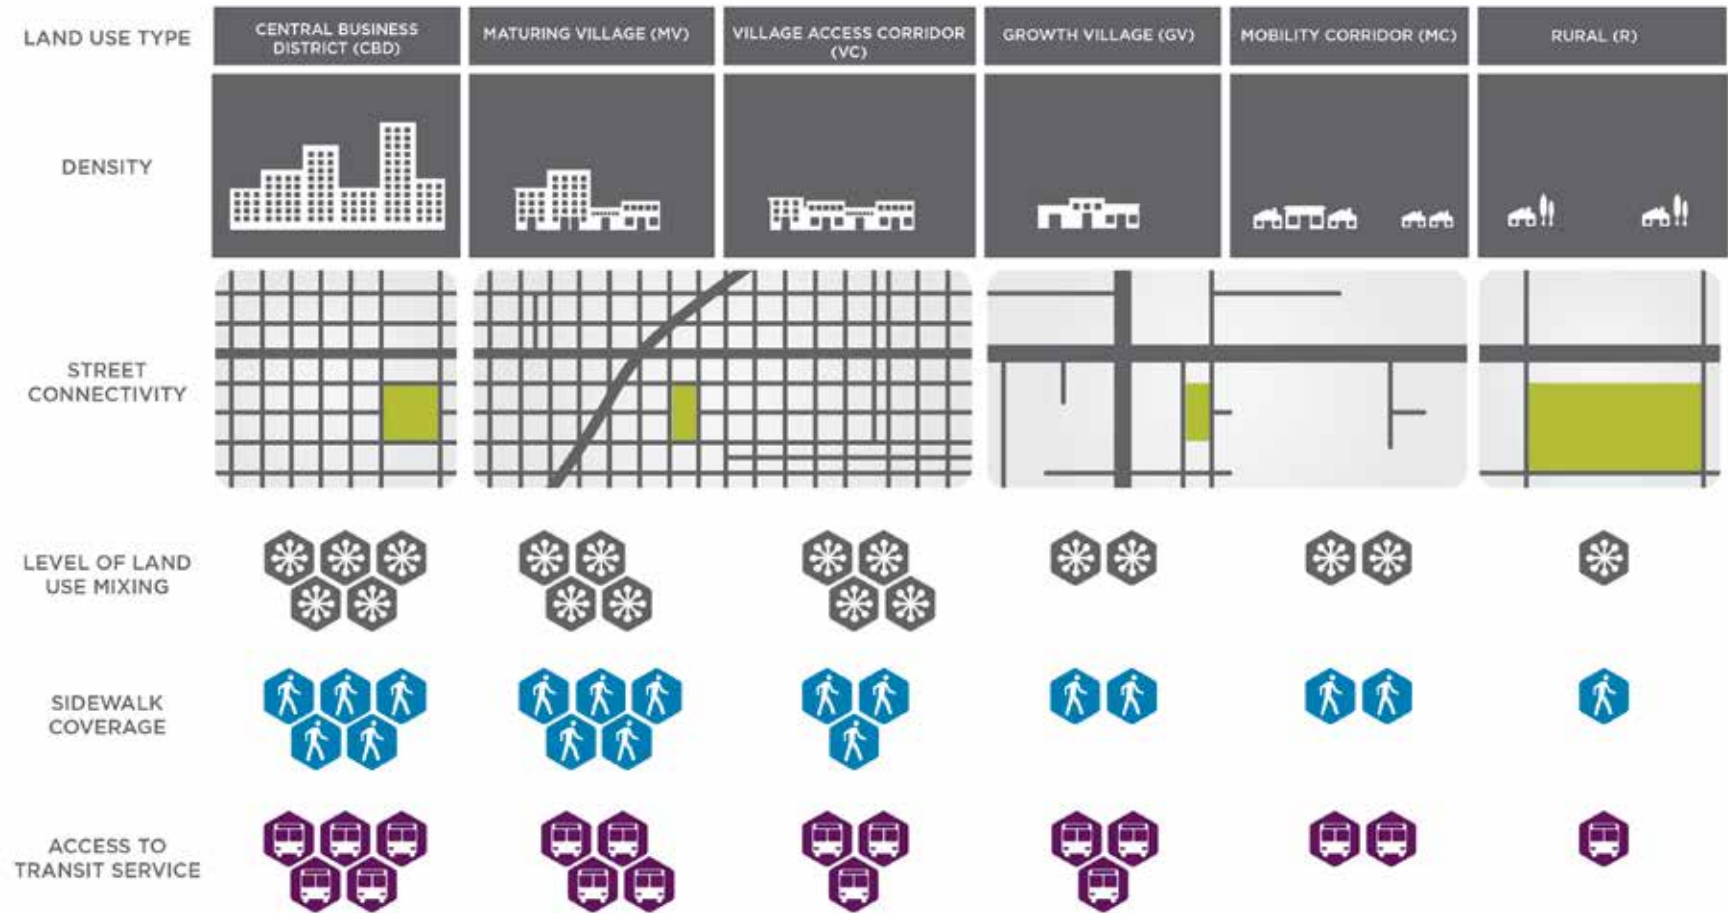 LAND USE TYPE
CENTRAL BUSINESS
DISTRICT (CBD)
MATURING VILLAGE (MV)
VILLAGE ACCESS CORRIDOR
(VC)
GROWTH VILLAGE (GV)
MOBILITY CORRIDOR (MC)
RURAL (R)
DENSITY
STREET
CONNECTIVITY
LEVEL OF LAND
USE MIXING
SIDEWALK
COVERAGE
ACCESS TO
TRANSIT SERVICE